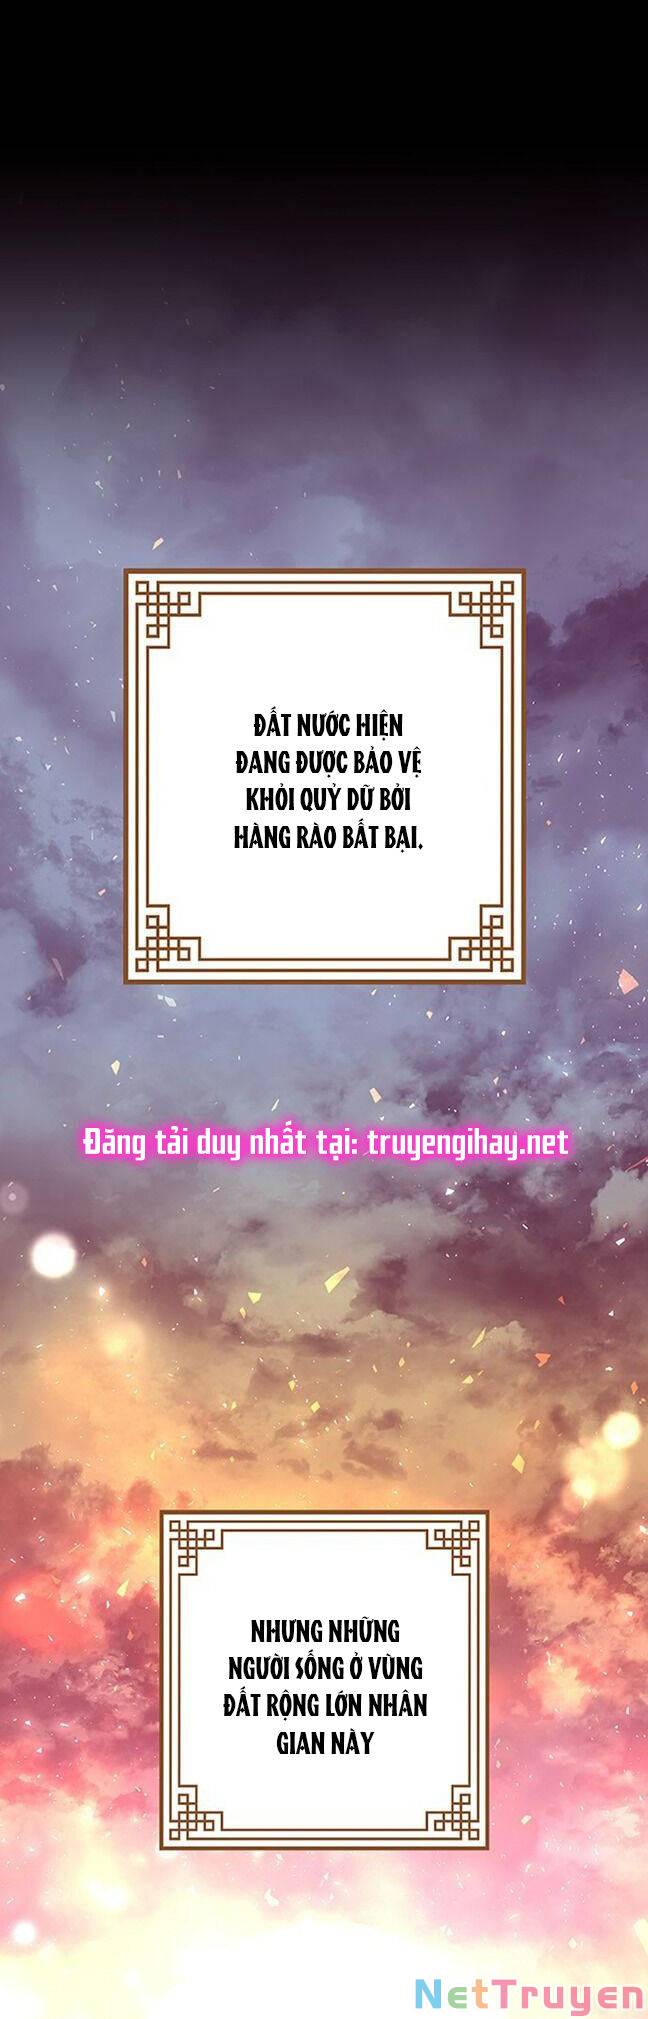 ĐẤT NƯỚC HIỆN
ĐANG ĐƯỢC BẢO VỆ
KHỎI QUỶ DỮ BỞI
HÀNG RÀO BẤT BẠI.
Đăng tải duy nhất tại: truyengihay.net
NHƯNG NHỮNG
NGƯỜI SỐNG Ở VÙNG
ĐẤT RỘNG LỚN NHÂN
GIAN NÀY
NetTruyen